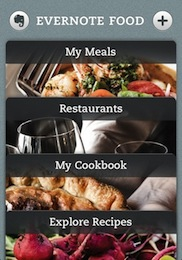 EVERNOTE FOOD
My Meals
Restaurants
My Cookbook
Explore Recipes